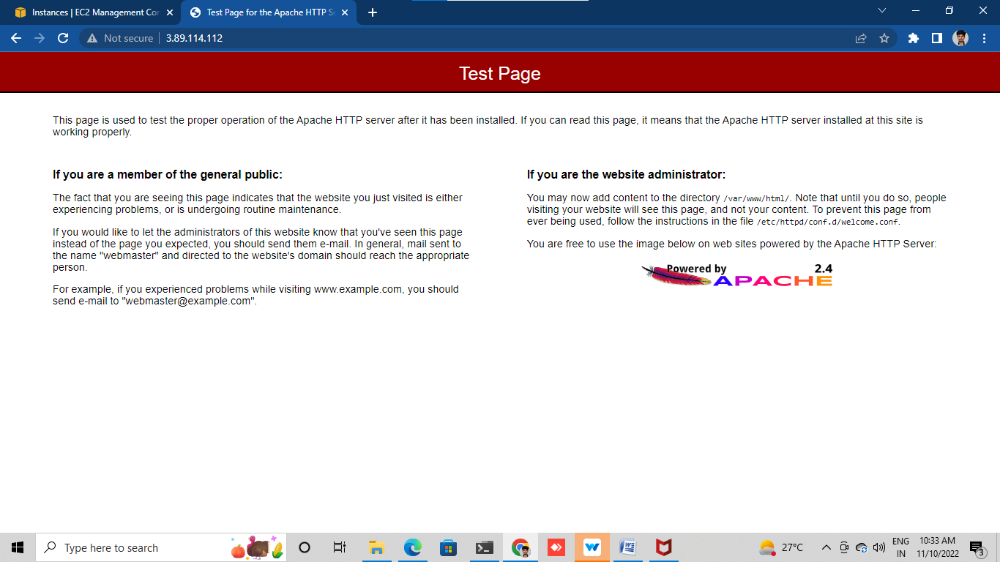 Instances | EC2 Management Cor
Test Page for the Apache HTTP S
Not secure
3.89.114.112
Test Page
This page is used to test the proper operation of the Apache HTTP server after it has been installed. If you can read this page, it means that the Apache HTTP server installed at this site is
working properly.
If you are a member of the general public:
The fact that you are seeing this page indicates that the website you just visited is either
experiencing problems, or is undergoing routine maintenance.
If you would like to let the administrators of this website know that you've seen this page
instead of the page you expected, you should send them e-mail. In general, mail sent to
the name "webmaster" and directed to the website's domain should reach the appropriate
person.
For example, if you experienced problems while visiting www.example.com, you should
send e-mail to "webmaster@example.com".
If you are the website administrator:
You may now add content to the directory /var/www/html/. Note that until you do so, people
visiting your website will see this page, and not your content. To prevent this page from
ever being used, follow the instructions in the file /etc/httpd/conf.d/welcome.conf.
You are free to use the image below on web sites powered by the Apache HTTP Server:
Powered by 2.4
APACHE
Type here to search
27°C
ENG
IN
10:33 AM
11/10/2022
3